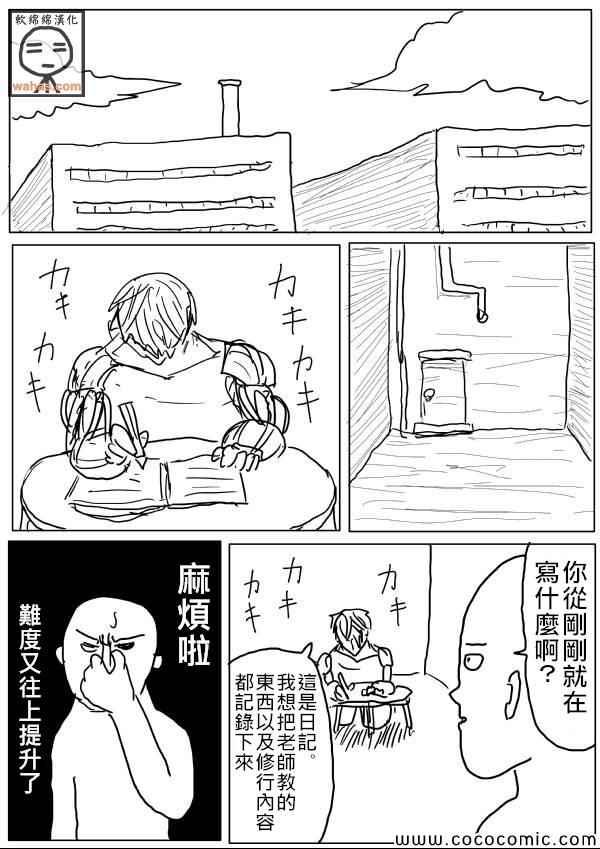 軟綿綿漢化
wahas.com
カキ
カキ
カキ
カキ
你從剛剛就在
寫什麼啊?
カキ
カキ
カキ
這是日記。
我想把老師教的
東西以及修行內容
都記錄下來
麻煩啦
難度又往上提升了
www.cococomic.com